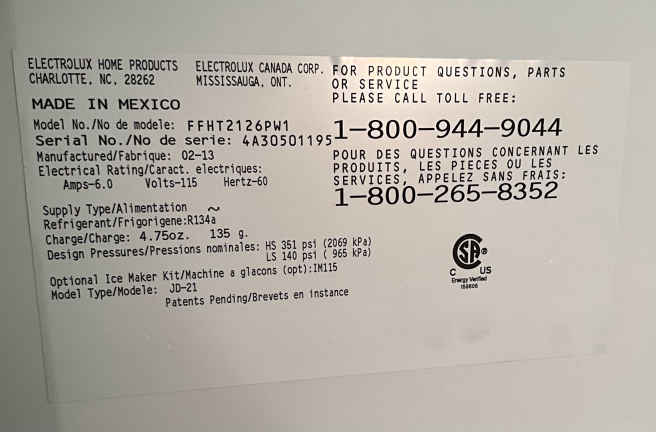 ELECTROLUX HOME PRODUCTS
CHARLOTTE, NC. 28262
ELECTROLUX CANADA CORP.
MISSISSAUGA, ONT.
MADE IN MEXICO
Model No./No de modele: FFHT2126PW1
Serial No./No de serie: 4A30501195
Manufactured/Fabrique: 02-13
Electrical Rating/Caract. electriques:
Amps-6.0 Volts-115 Hertz-60
Supply Type/Alimentation ~
Refrigerant/Frigorigene:R134a
Charge/Charge: 4.75oz. 135 g.
Design Pressures/Pressions nominales: HS 351 psi (2069 kPa)
LS 140 psi ( 965 kPa)
Optional Ice Maker Kit/Machine a glacons (opt):IM115
Model Type/Modele: JD-21
Patents Pending/Brevets en instance
FOR PRODUCT QUESTIONS, PARTS
OR SERVICE
PLEASE CALL TOLL FREE:
1-800-944-9044
POUR DES QUESTIONS CONCERNANT LES
PRODUITS, LES PIECES OU LES
SERVICES, APPELEZ SANS FRAIS:
1-800-265-8352
SA ®
C US
Energy Verified